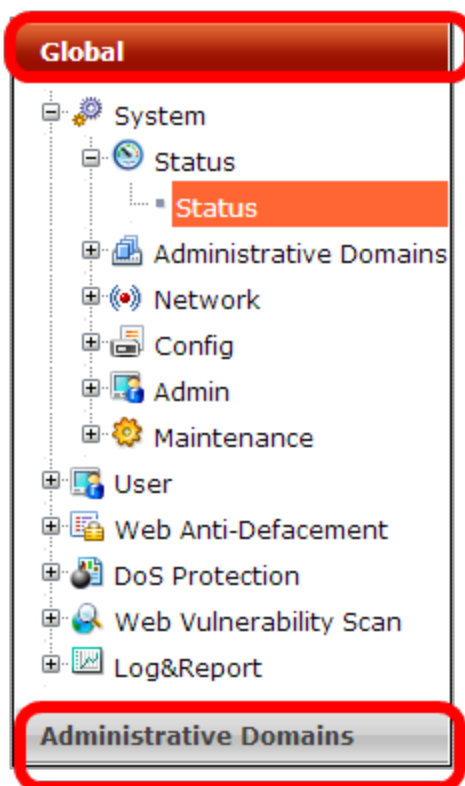 Global
System
Status
Status
Administrative Domains
Network
Config
Admin
Maintenance
User
Web Anti-Defacement
DoS Protection
Web Vulnerability Scan
Log&Report
Administrative Domains